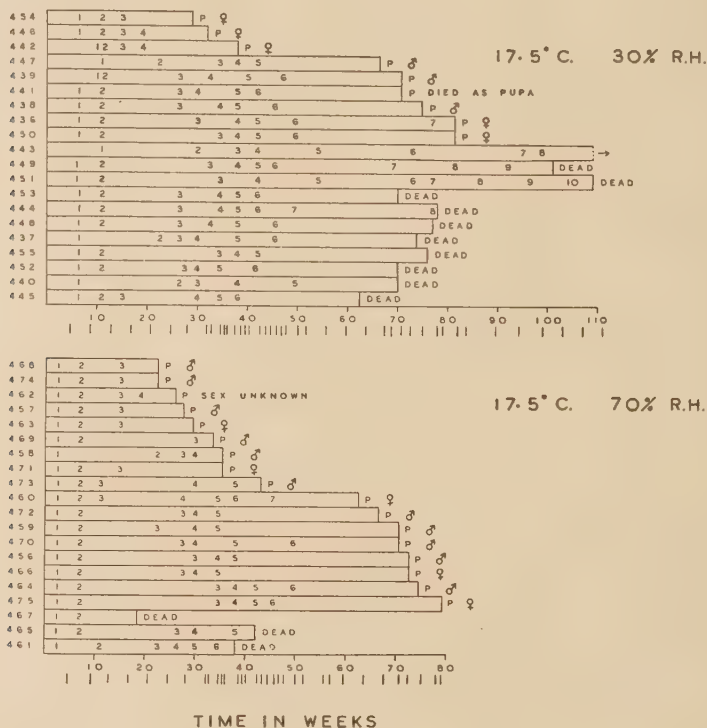 454 1 2 3 P ♀
446 1 2 3 4 P ♀
442 12 3 4 P ♀
447 1 2 3 4 5 P ♂
17·5° C. 30% R.H.
439 12 3 4 5 6 P ♂
441 1 2 3 4 5 6 P DIED AS PUPA
438 1 2 3 4 5 6 P ♂
436 1 2 3 4 5 6 7 P ♀
450 1 2 3 4 5 6 P ♀
443 1 2 3 4 5 6 7 8 →
449 1 2 3 4 5 6 7 8 9 DEAD
451 1 2 3 4 5 6 7 8 9 10 DEAD
453 1 2 3 4 5 6 DEAD
444 1 2 3 4 5 6 7 8 DEAD
448 1 2 3 4 5 6 DEAD
437 1 2 3 4 5 6 DEAD
455 1 2 3 4 5 DEAD
452 1 2 3 4 5 6 DEAD
440 1 2 3 4 5 DEAD
445 1 2 3 4 5 6 DEAD
10 20 30 40 50 60 70 80 90 100 110
468 1 2 3 P ♂
474 1 2 3 P ♂
462 1 2 3 4 P SEX UNKNOWN
457 1 2 3 P ♂
17·5° C. 70% R.H.
463 1 2 3 P ♀
469 1 2 3 P ♂
458 1 2 3 4 P ♂
471 1 2 3 P ♀
473 1 2 3 4 5 P ♂
460 1 2 3 4 5 6 7 P ♀
472 1 2 3 4 5 P ♂
459 1 2 3 4 5 P ♂
470 1 2 3 4 5 6 P ♂
456 1 2 3 4 5 P ♂
466 1 2 3 4 5 P ♀
464 1 2 3 4 5 6 P ♂
475 1 2 3 4 5 6 P ♀
467 1 2 DEAD
465 1 2 3 4 5 DEAD
461 1 2 3 4 5 6 DEAD
10 20 30 40 50 60 70 80
TIME IN WEEKS